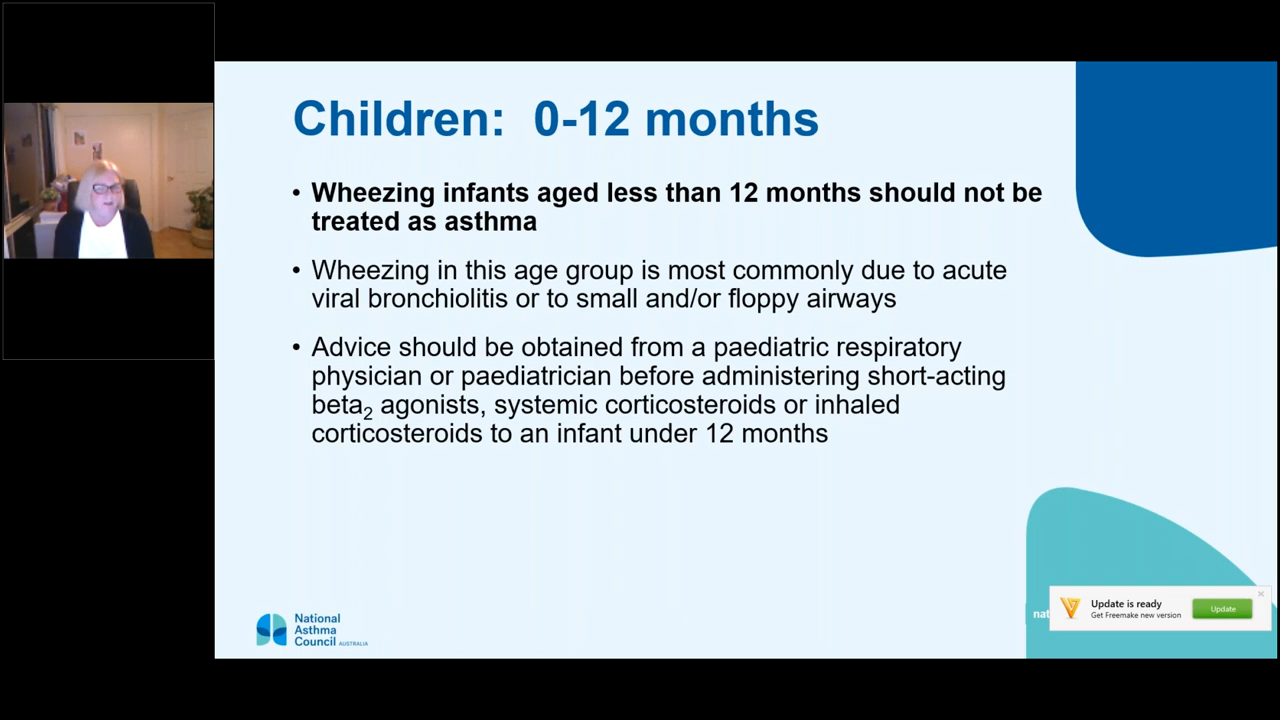 Children:  0-12 months
• Wheezing infants aged less than 12 months should not be
treated as asthma
• Wheezing in this age group is most commonly due to acute
viral bronchiolitis or to small and/or floppy airways
• Advice should be obtained from a paediatric respiratory
physician or paediatrician before administering short-acting
beta₂ agonists, systemic corticosteroids or inhaled
corticosteroids to an infant under 12 months
National
Asthma
Council AUSTRALIA
nat
Update is ready
Get Freemake new version
Update